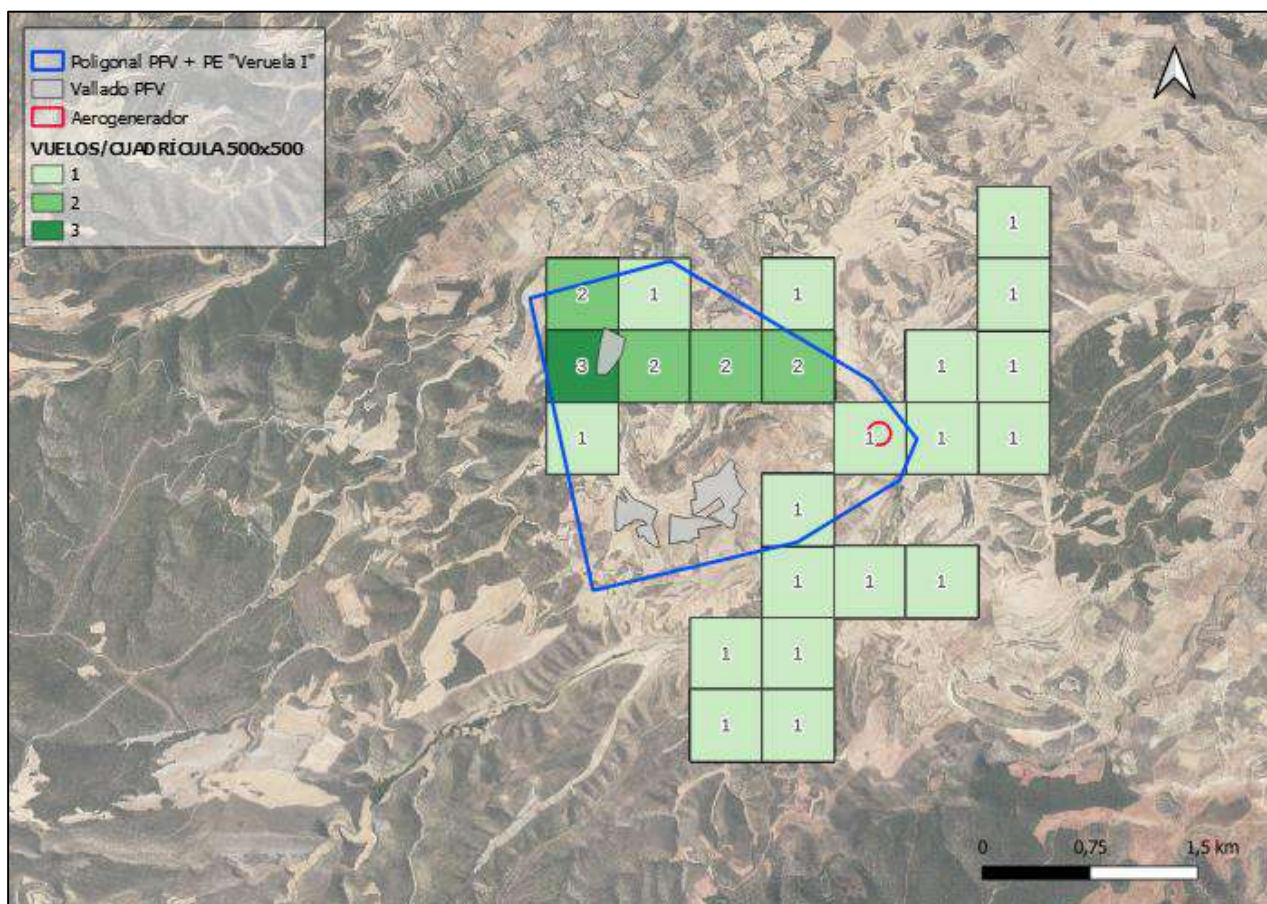 Poligonal PFV + PE "Veruela I"
Vallado PFV
Aerogenerador
VUELOS/CUADRÍCULA 500x500
1
2
3
1
2 1 1 1
3 2 2 2 1 1
1 1 1 1
1
1 1 1
1 1
1 1
0 0,75 1,5 km